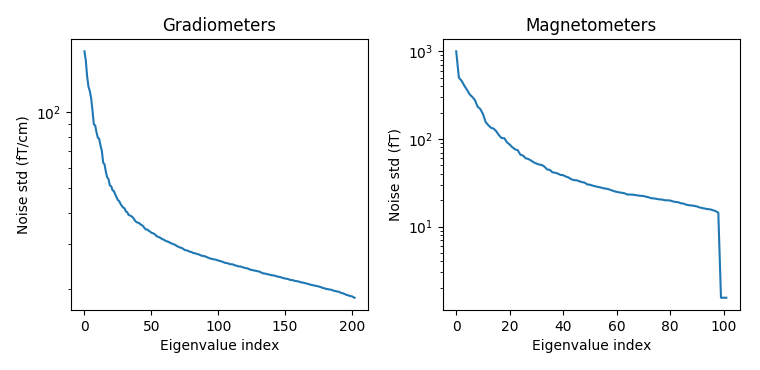 Gradiometers
Noise std (fT/cm)
10²
0 50 100 150 200
Eigenvalue index
Magnetometers
Noise std (fT)
10³
10²
10¹
0 20 40 60 80 100
Eigenvalue index